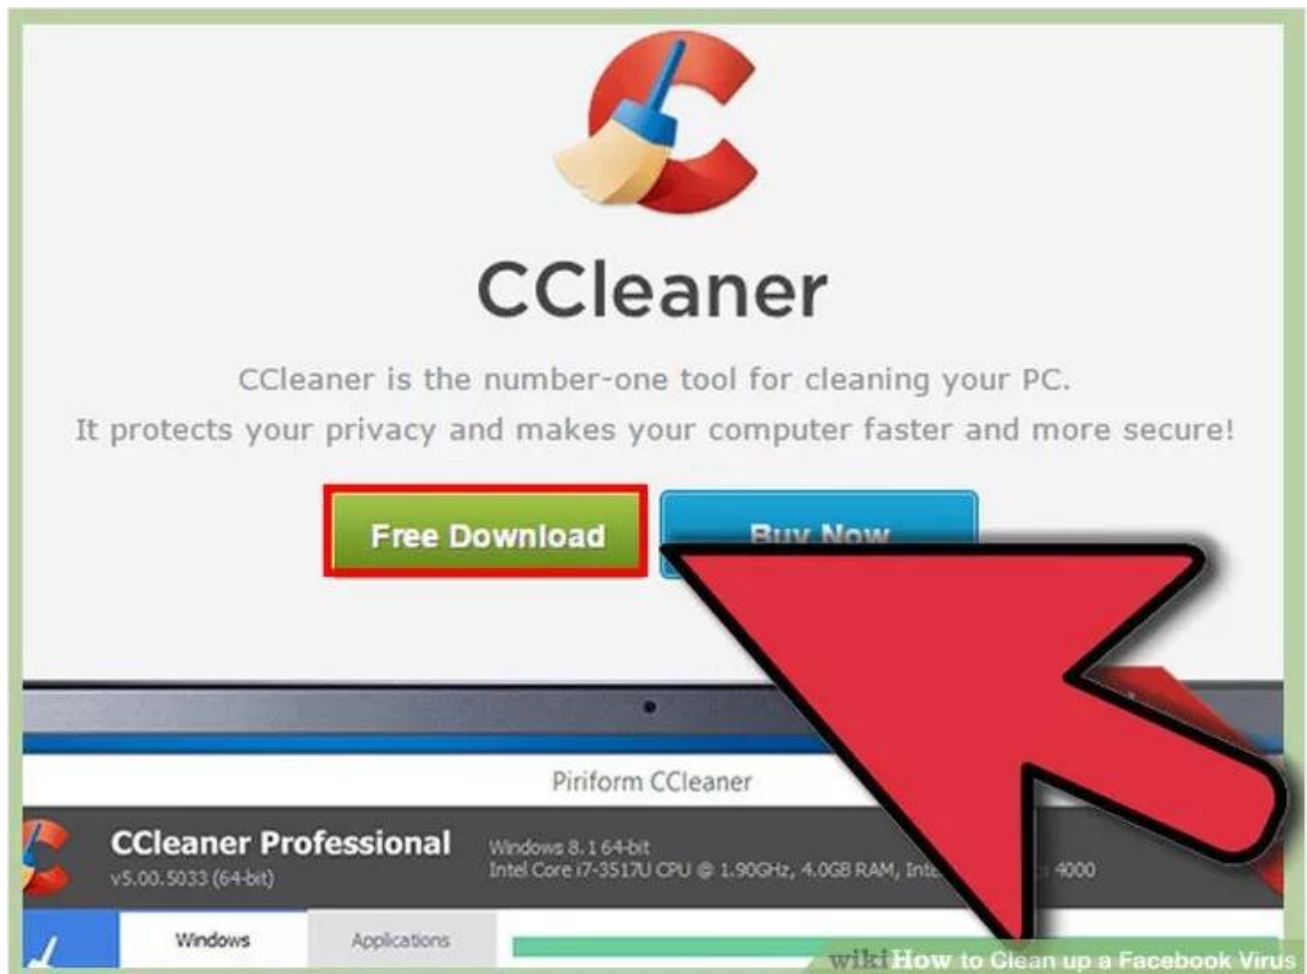 CCleaner
CCleaner is the number-one tool for cleaning your PC.
It protects your privacy and makes your computer faster and more secure!
Free Download
Buy Now
Piriform CCleaner
CCleaner Professional
v5.00.5033 (64-bit)
Windows 8.1 64-bit
Intel Core i7-3517U CPU @ 1.90GHz, 4.0GB RAM, 4000
Windows
Applications
wikiHow to Clean up a Facebook Virus